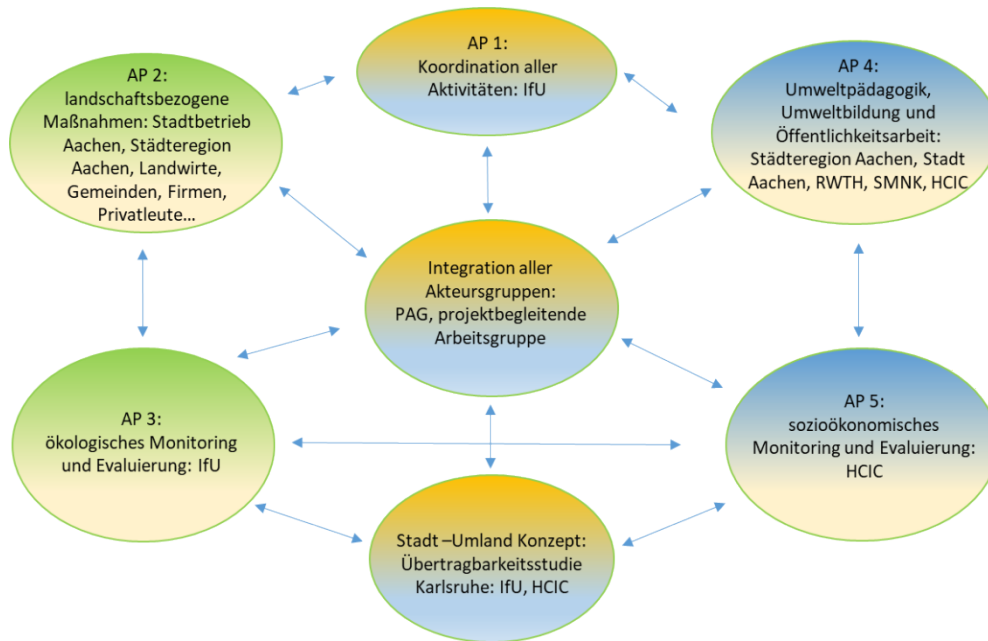 AP 1:
Koordination aller
Aktivitäten: IfU
AP 2:
landschaftsbezogene
Maßnahmen: Stadtbetrieb
Aachen, Städteregion
Aachen, Landwirte,
Gemeinden, Firmen,
Privatleute…
AP 4:
Umweltpädagogik,
Umweltbildung und
Öffentlichkeitsarbeit:
Städteregion Aachen, Stadt
Aachen, RWTH, SMNK, HCIC
Integration aller
Akteursgruppen:
PAG, projektbegleitende
Arbeitsgruppe
AP 3:
ökologisches Monitoring
und Evaluierung: IfU
AP 5:
sozioökonomisches
Monitoring und Evaluierung:
HCIC
Stadt –Umland Konzept:
Übertragbarkeitsstudie
Karlsruhe: IfU, HCIC